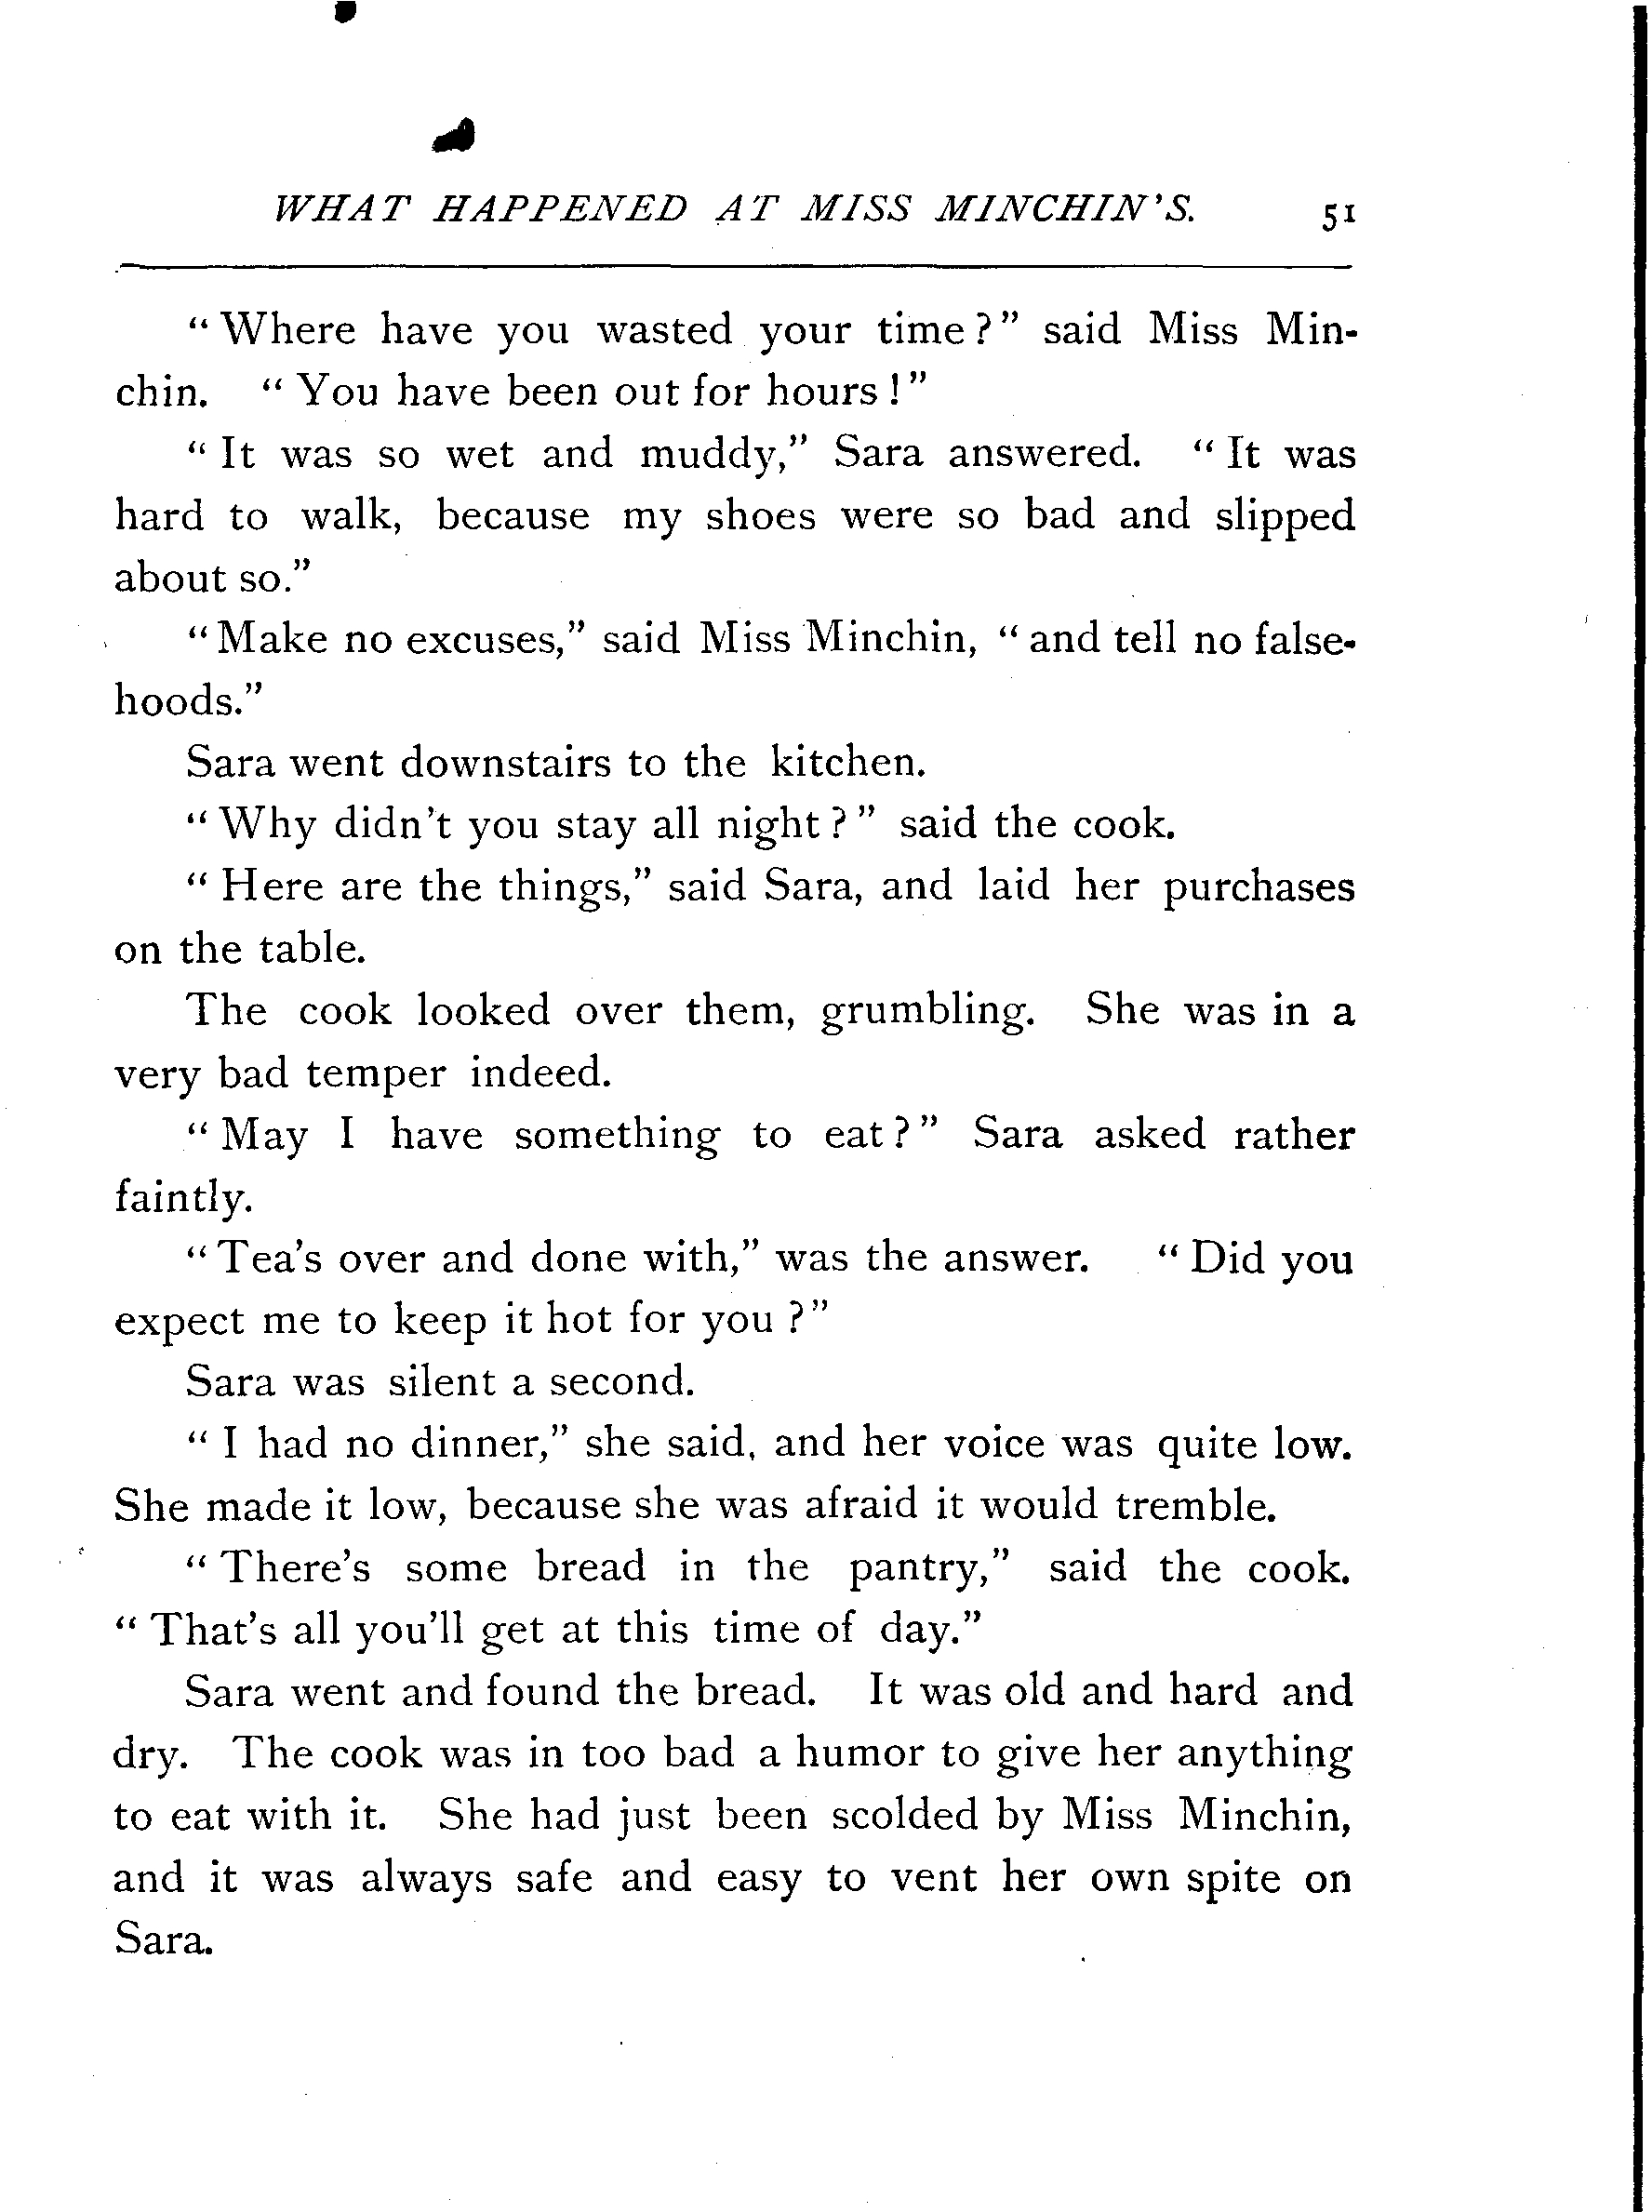 WHAT HAPPENED AT MISS MINCHIN'S. 51
"Where have you wasted your time?" said Miss Min-
chin. "You have been out for hours!"
"It was so wet and muddy," Sara answered. "It was
hard to walk, because my shoes were so bad and slipped
about so."
"Make no excuses," said Miss Minchin, "and tell no false-
hoods."
Sara went downstairs to the kitchen.
"Why didn't you stay all night?" said the cook.
"Here are the things," said Sara, and laid her purchases
on the table.
The cook looked over them, grumbling. She was in a
very bad temper indeed.
"May I have something to eat?" Sara asked rather
faintly.
"Tea's over and done with," was the answer. "Did you
expect me to keep it hot for you?"
Sara was silent a second.
"I had no dinner," she said, and her voice was quite low.
She made it low, because she was afraid it would tremble.
"There's some bread in the pantry," said the cook.
"That's all you'll get at this time of day."
Sara went and found the bread. It was old and hard and
dry. The cook was in too bad a humor to give her anything
to eat with it. She had just been scolded by Miss Minchin,
and it was always safe and easy to vent her own spite on
Sara.